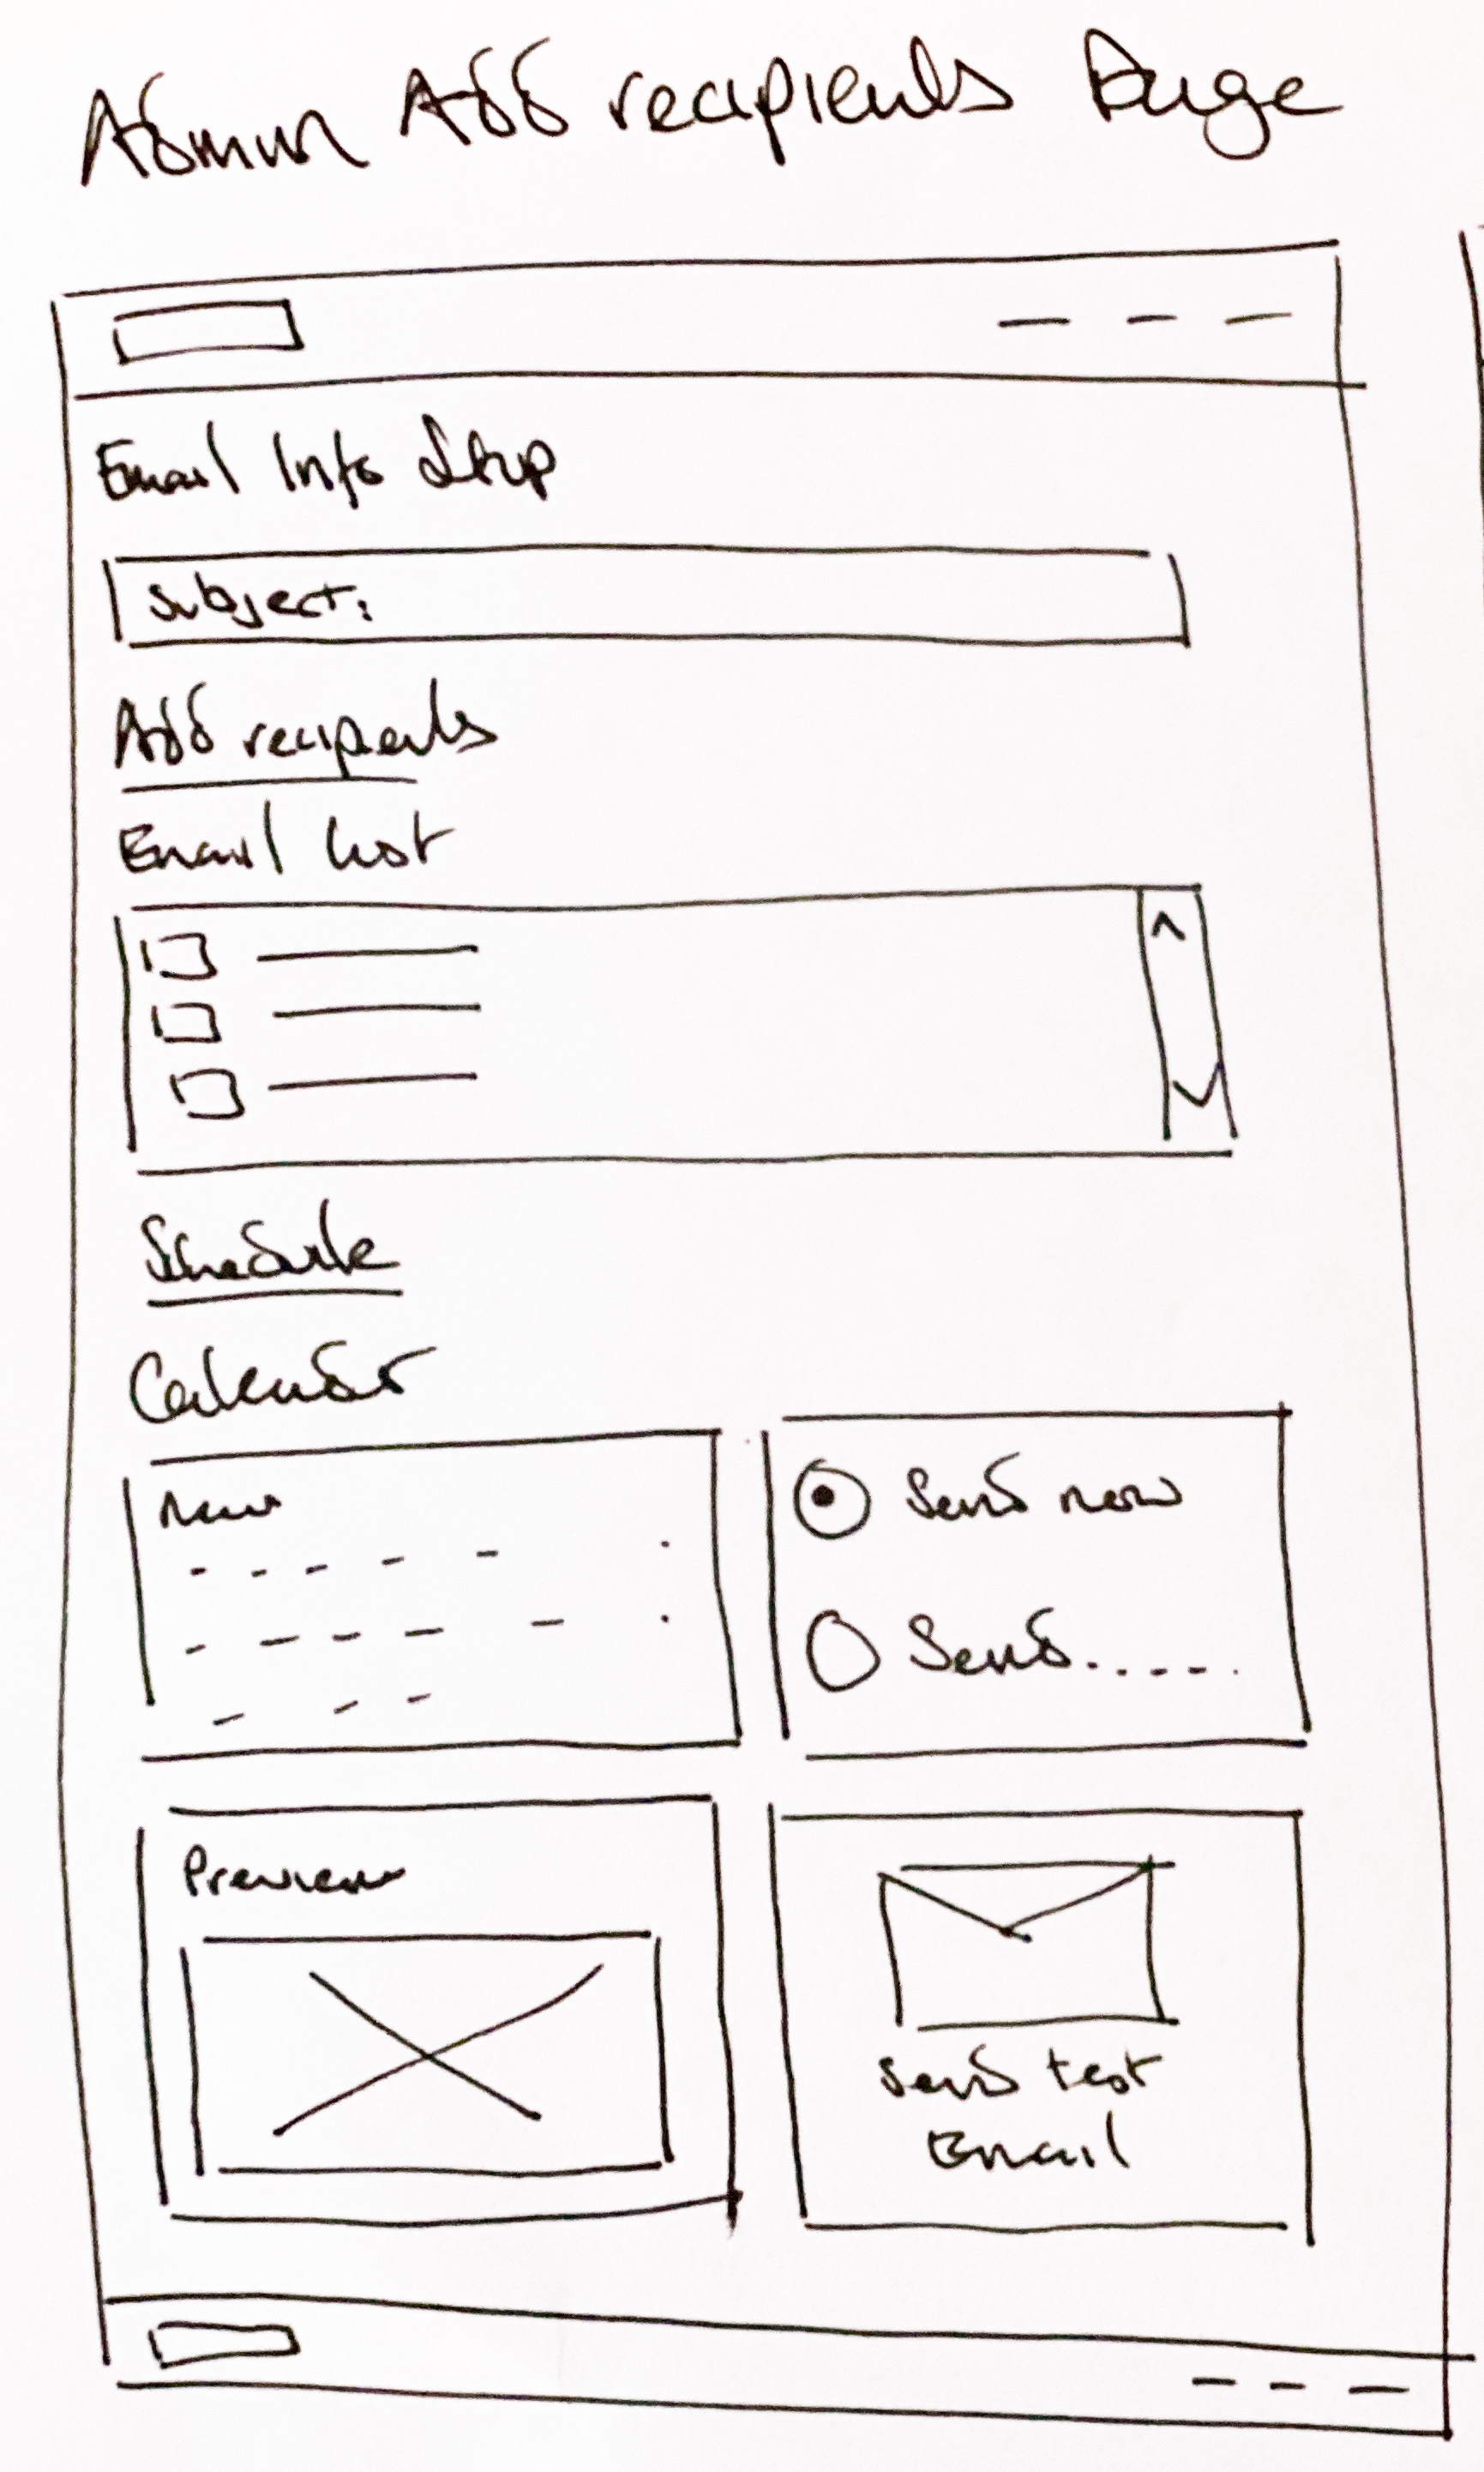 Admin Add recipients Page
Email Info Step
Subject:
Add recipients
Email list
Schedule
Calendar
Send now
Send......
Preview
Send test
Email